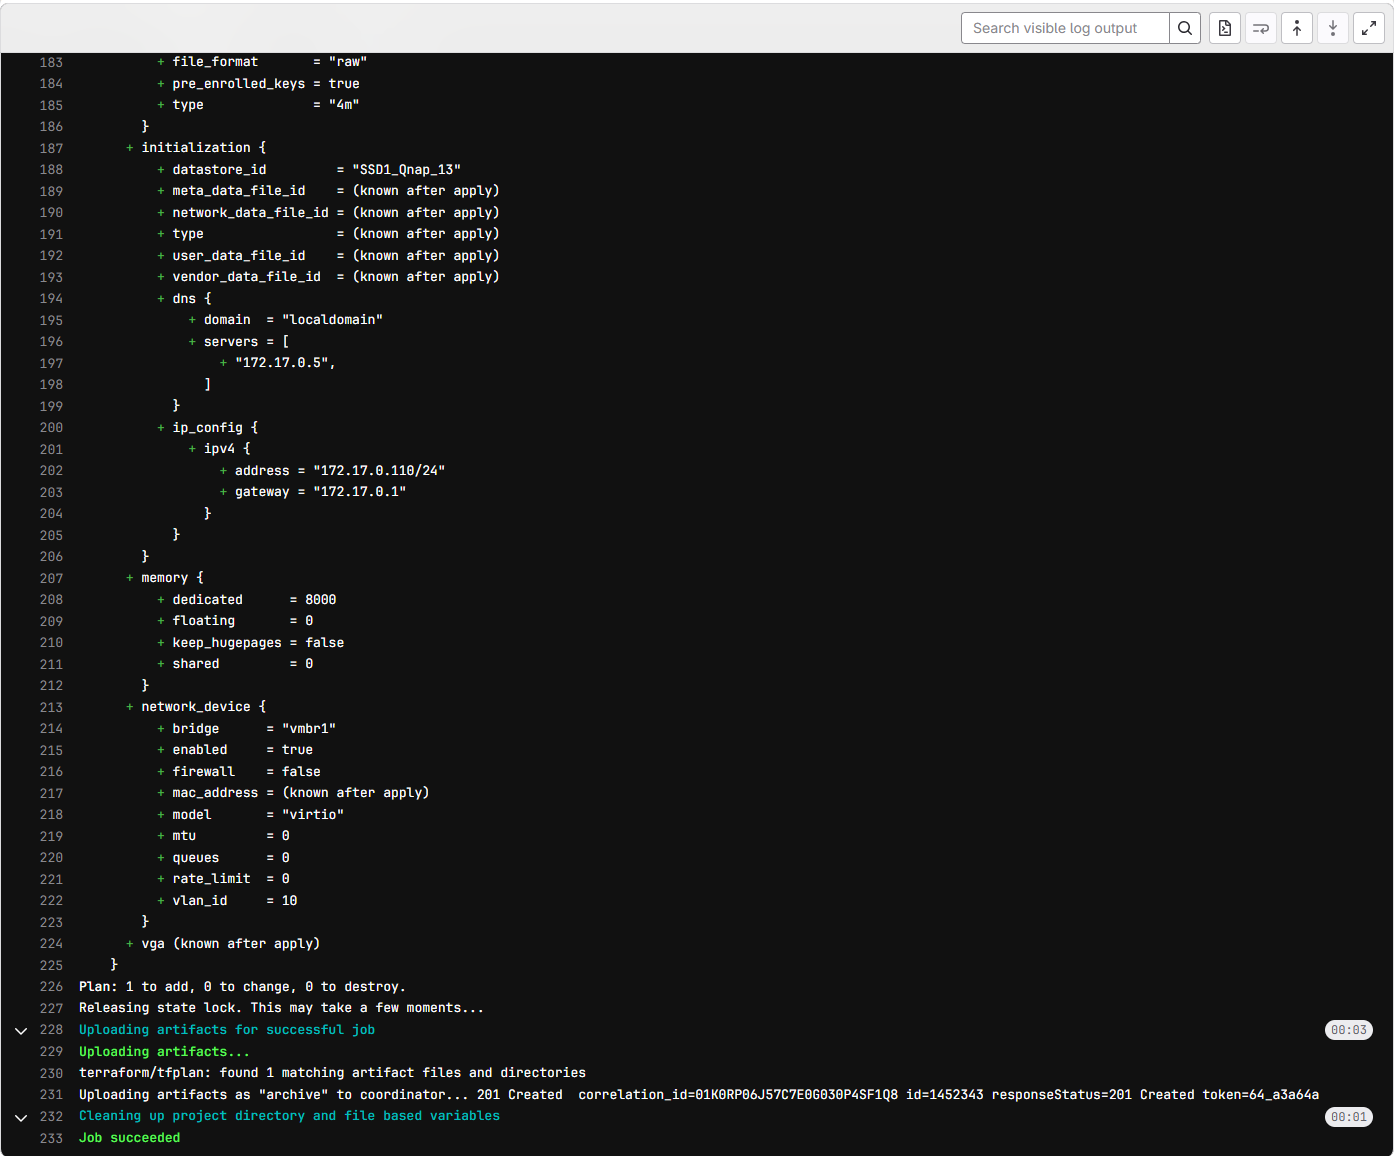 Search visible log output
183 + file_format = "raw"
184 + pre_enrolled_keys = true
185 + type = "4m"
186 }
187 + initialization {
188 + datastore_id = "SSD1_Qnap_13"
189 + meta_data_file_id = (known after apply)
190 + network_data_file_id = (known after apply)
191 + type = (known after apply)
192 + user_data_file_id = (known after apply)
193 + vendor_data_file_id = (known after apply)
194 + dns {
195 + domain = "localdomain"
196 + servers = [
197 + "172.17.0.5",
198 ]
199 }
200 + ip_config {
201 + ipv4 {
202 + address = "172.17.0.110/24"
203 + gateway = "172.17.0.1"
204 }
205 }
206 }
207 + memory {
208 + dedicated = 8000
209 + floating = 0
210 + keep_hugepages = false
211 + shared = 0
212 }
213 + network_device {
214 + bridge = "vmbr1"
215 + enabled = true
216 + firewall = false
217 + mac_address = (known after apply)
218 + model = "virtio"
219 + mtu = 0
220 + queues = 0
221 + rate_limit = 0
222 + vlan_id = 10
223 }
224 + vga (known after apply)
225 }
226 Plan: 1 to add, 0 to change, 0 to destroy.
227 Releasing state lock. This may take a few moments...
228 Uploading artifacts for successful job 00:03
229 Uploading artifacts...
230 terraform/tfplan: found 1 matching artifact files and directories
231 Uploading artifacts as "archive" to coordinator... 201 Created correlation_id=01K0RP06J57C7E0G030P4SF1Q8 id=1452343 responseStatus=201 Created token=64_a3a64a
232 Cleaning up project directory and file based variables 00:01
233 Job succeeded